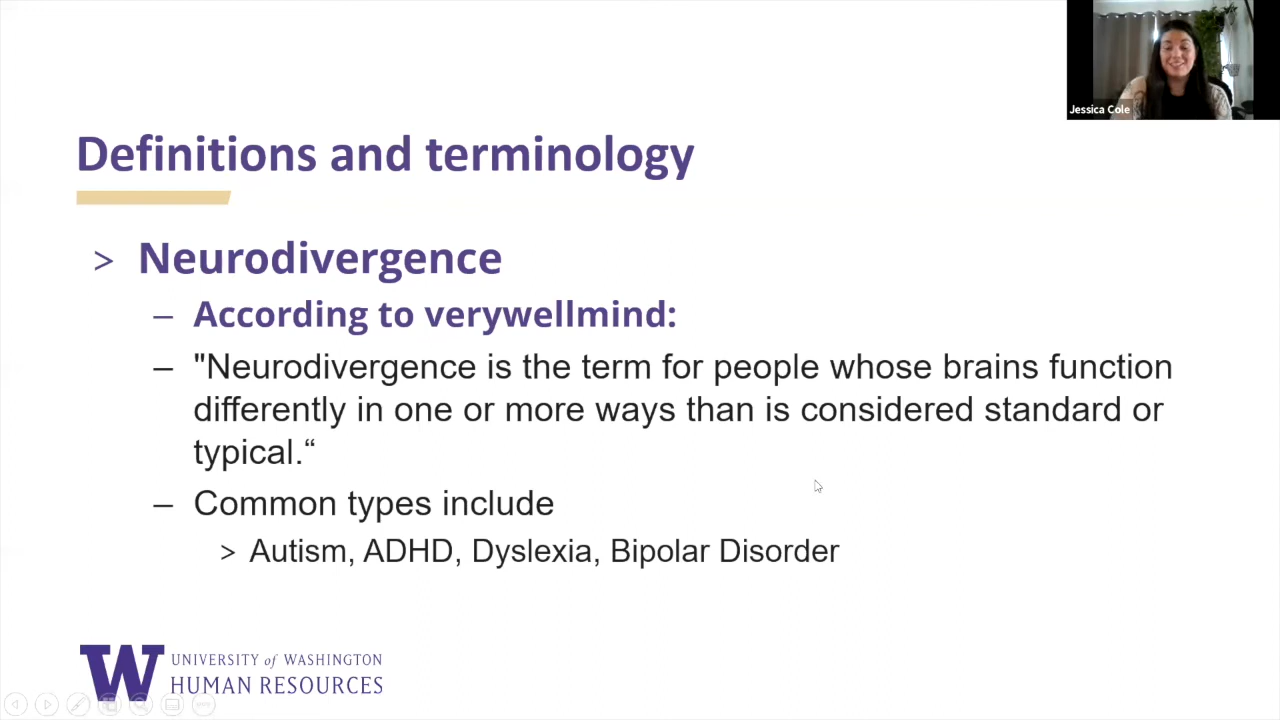 Jessica Cole
Definitions and terminology
> Neurodivergence
– According to verywellmind:
– "Neurodivergence is the term for people whose brains function
differently in one or more ways than is considered standard or
typical.“
– Common types include
> Autism, ADHD, Dyslexia, Bipolar Disorder
W UNIVERSITY of WASHINGTON
HUMAN RESOURCES